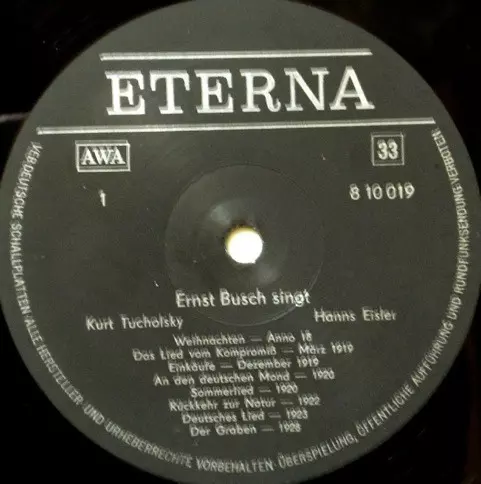 ETERNA
AWA
33
1
8 10 019
Ernst Busch singt
Kurt Tucholsky Hanns Eisler
Weihnachten — Anno 18
Das Lied vom Kompromiß — März 1919
Einkäufe — Dezember 1919
An den deutschen Mond — 1920
Sommerlied — 1920
Rückkehr zur Natur — 1922
Deutsches Lied — 1923
Der Graben — 1928
VEB DEUTSCHE SCHALLPLATTEN · ALLE HERSTELLER- UND URHEBERRECHTE VORBEHALTEN · ÜBERSPIELUNG, ÖFFENTLICHE AUFFÜHRUNG UND RUNDFUNKSENDUNG VERBOTEN